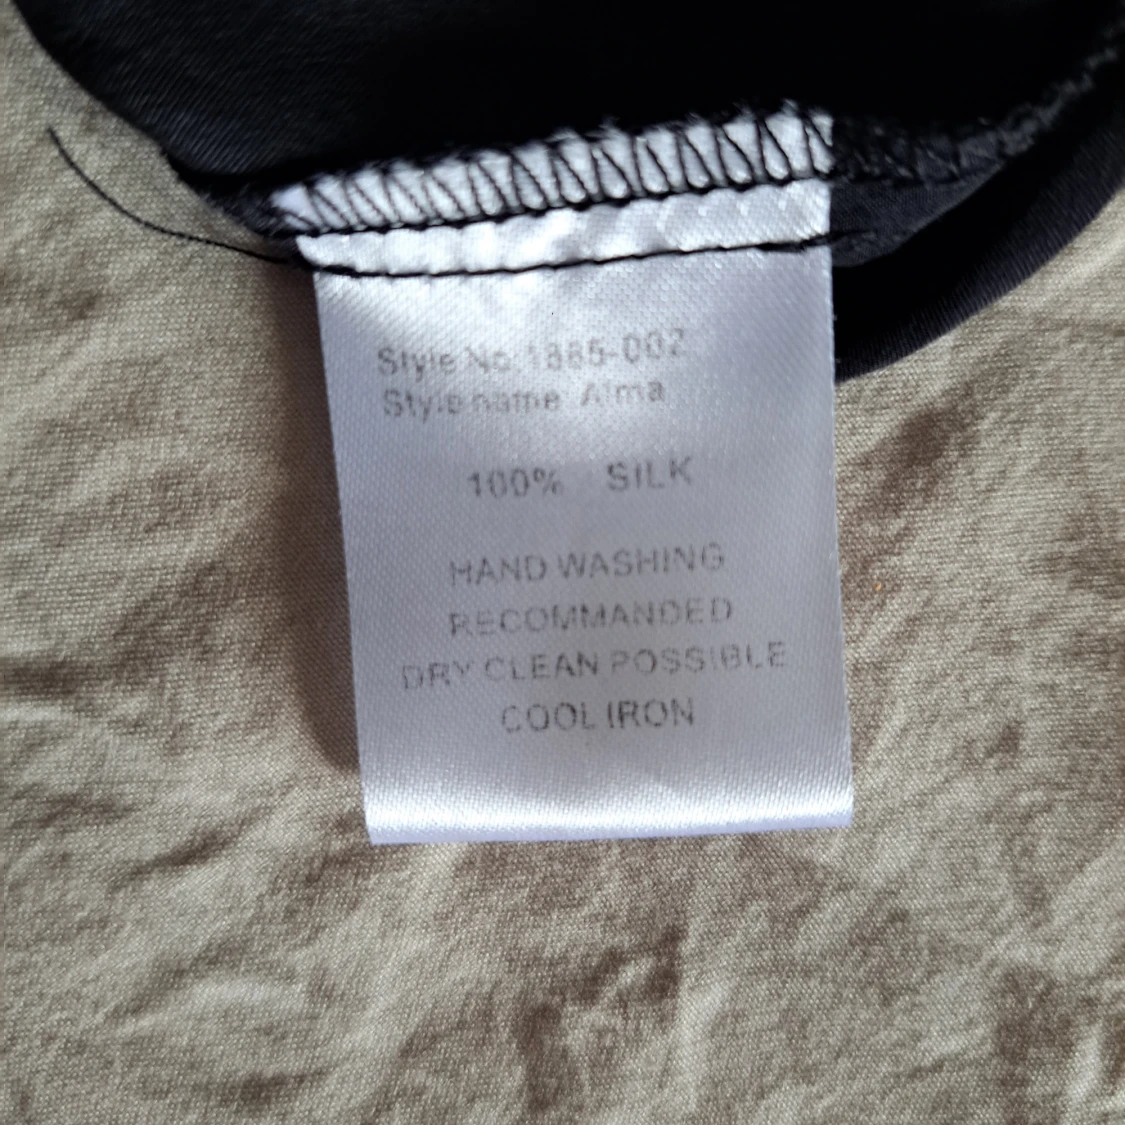 Style No. 1885-002
Style name Alma
100% SILK
HAND WASHING
RECOMMANDED
DRY CLEAN POSSIBLE
COOL IRON